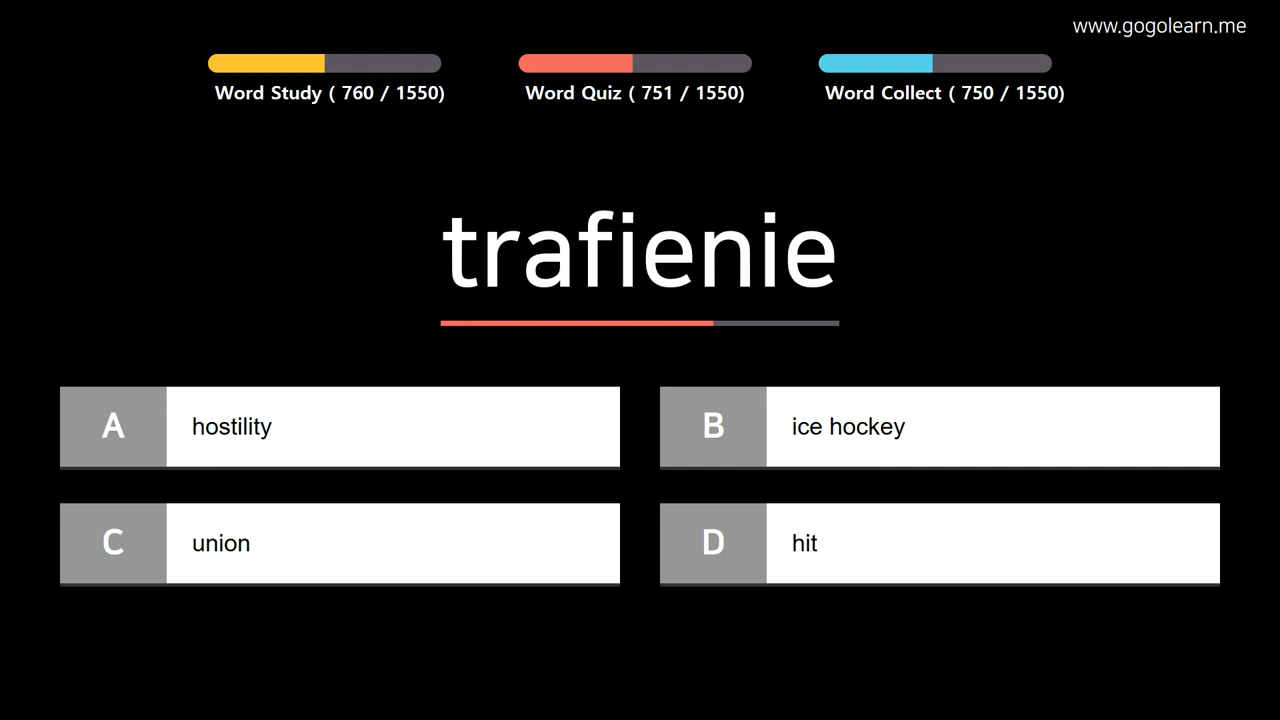 www.gogolearn.me
Word Study ( 760 / 1550)
Word Quiz ( 751 / 1550)
Word Collect ( 750 / 1550)
trafienie
A hostility
B ice hockey
C union
D hit